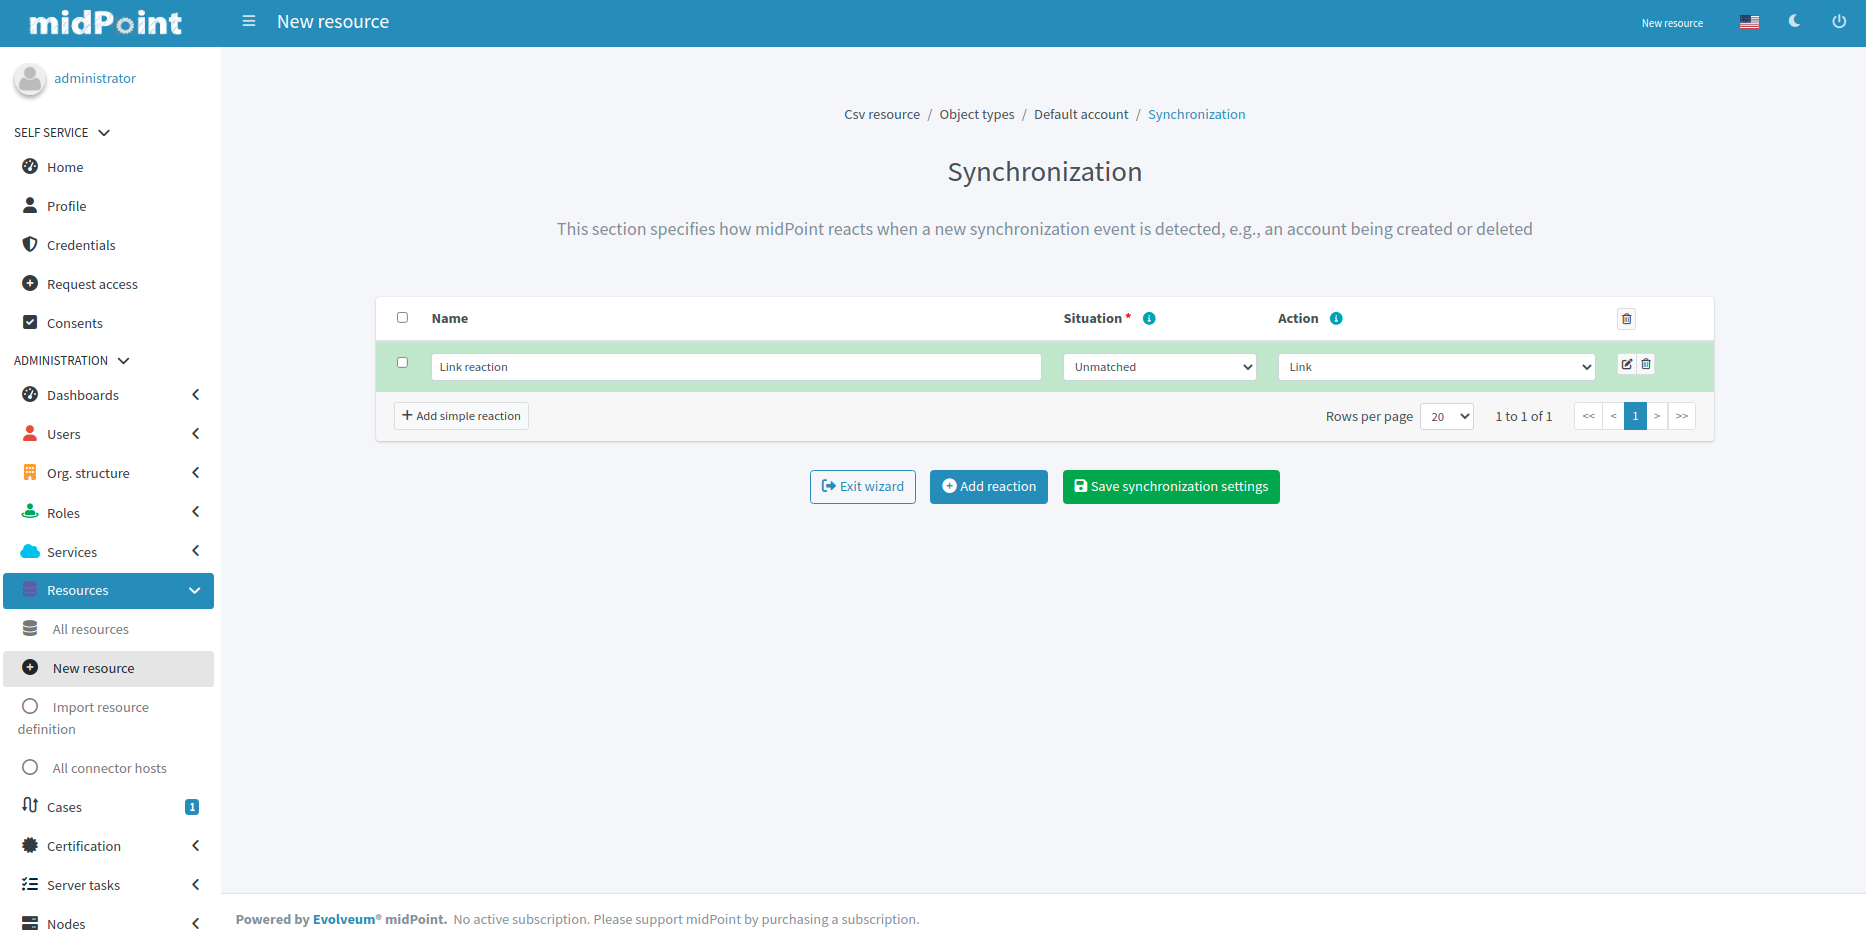 midPoint
New resource
New resource
administrator
SELF SERVICE
Home
Profile
Credentials
Request access
Consents
ADMINISTRATION
Dashboards
Users
Org. structure
Roles
Services
Resources
All resources
New resource
Import resource
definition
All connector hosts
Cases 1
Certification
Server tasks
Nodes
Csv resource / Object types / Default account / Synchronization
Synchronization
This section specifies how midPoint reacts when a new synchronization event is detected, e.g., an account being created or deleted
Name Situation * Action
Link reaction Unmatched Link
Add simple reaction Rows per page 20 1 to 1 of 1 << < 1 > >>
Exit wizard Add reaction Save synchronization settings
Powered by Evolveum® midPoint. No active subscription. Please support midPoint by purchasing a subscription.